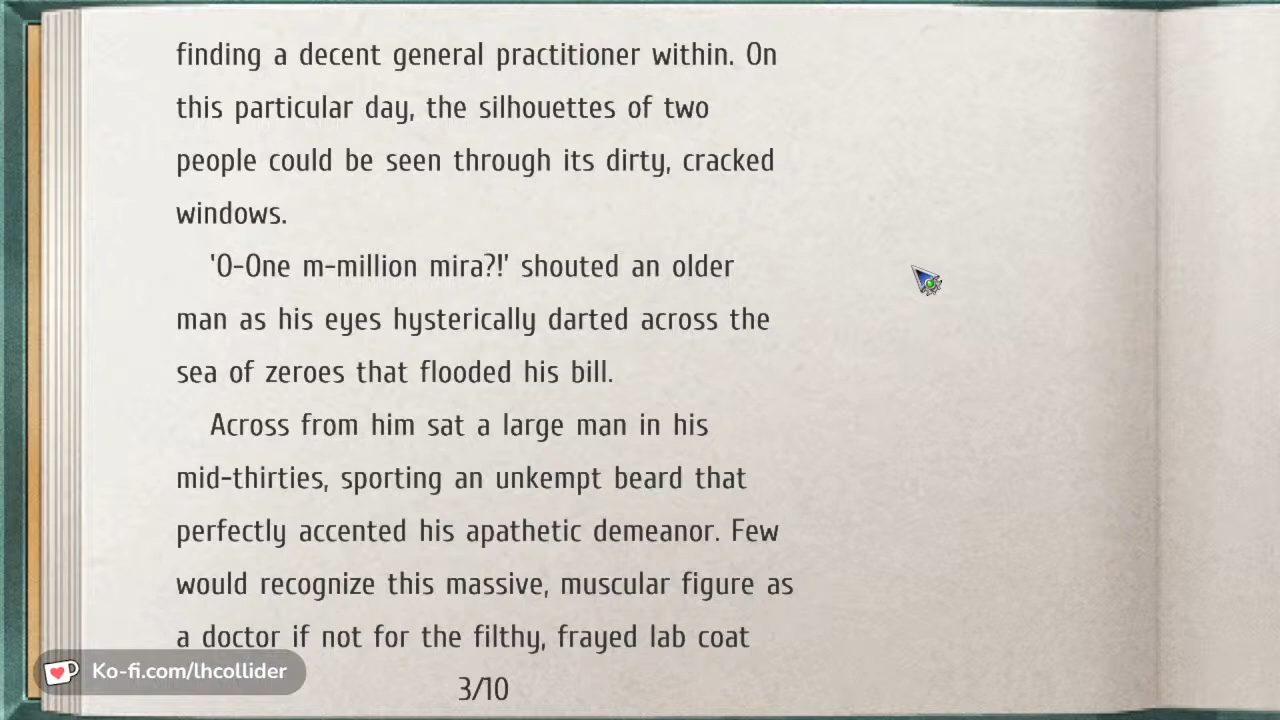 finding a decent general practitioner within. On
this particular day, the silhouettes of two
people could be seen through its dirty, cracked
windows.
'O-One m-million mira?!' shouted an older
man as his eyes hysterically darted across the
sea of zeroes that flooded his bill.
Across from him sat a large man in his
mid-thirties, sporting an unkempt beard that
perfectly accented his apathetic demeanor. Few
would recognize this massive, muscular figure as
a doctor if not for the filthy, frayed lab coat
Ko-fi.com/lhcollider
3/10